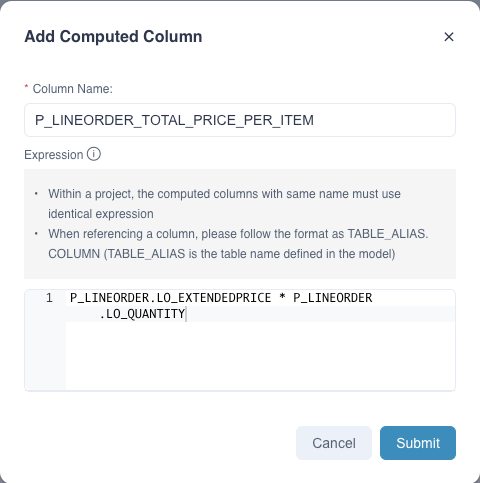 Add Computed Column
* Column Name:
P_LINEORDER_TOTAL_PRICE_PER_ITEM
Expression
• Within a project, the computed columns with same name must use
identical expression
• When referencing a column, please follow the format as TABLE_ALIAS.
COLUMN (TABLE_ALIAS is the table name defined in the model)
1 P_LINEORDER.LO_EXTENDEDPRICE * P_LINEORDER
.LO_QUANTITY
Cancel Submit